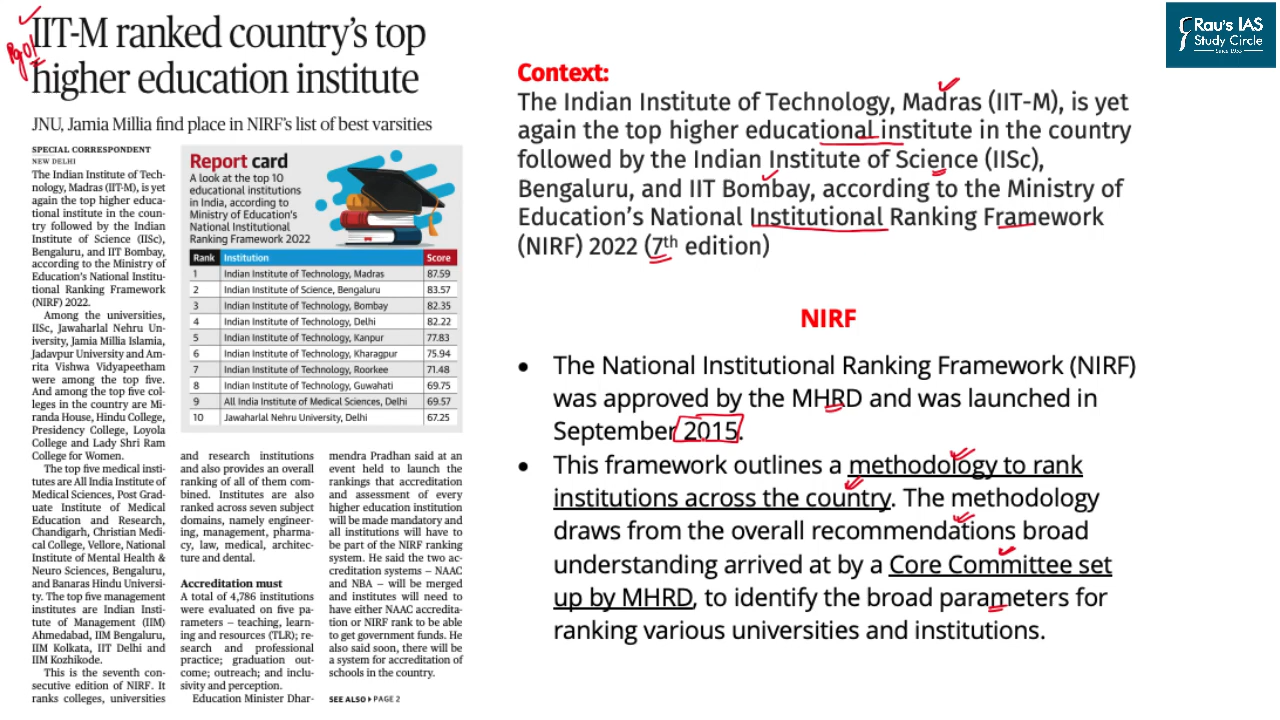 IIT-M ranked country's top
higher education institute
JNU, Jamia Millia find place in NIRF's list of best varsities
SPECIAL CORRESPONDENT
NEW DELHI
The Indian Institute of Tech-
nology, Madras (IIT-M), is yet
again the top higher educa-
tional institute in the coun-
try followed by the Indian
Institute of Science (IISc),
Bengaluru, and IIT Bombay,
according to the Ministry of
Education's National Institu-
tional Ranking Framework
(NIRF) 2022.
Among the universities,
IISc, Jawaharlal Nehru Un-
iversity, Jamia Millia Islamia,
Jadavpur University and Am-
rita Vishwa Vidyapeetham
were among the top five.
And among the top five col-
leges in the country are Mi-
randa House, Hindu College,
Presidency College, Loyola
College and Lady Shri Ram
College for Women.
The top five medical insti-
tutes are All India Institute of
Medical Sciences, Post Grad-
uate Institute of Medical
Education and Research,
Chandigarh, Christian Medi-
cal College, Vellore, National
Institute of Mental Health &
Neuro Sciences, Bengaluru,
and Banaras Hindu Universi-
ty. The top five management
institutes are Indian Insti-
tute of Management (IIM)
Ahmedabad, IIM Bengaluru,
IIM Kolkata, IIT Delhi and
IIM Kozhikode.
This is the seventh con-
secutive edition of NIRF. It
ranks colleges, universities
Report card
A look at the top 10
educational institutions
in India, according to
Ministry of Education's
National Institutional
Ranking Framework 2022
Rank Institution Score
1 Indian Institute of Technology, Madras 87.59
2 Indian Institute of Science, Bengaluru 83.57
3 Indian Institute of Technology, Bombay 82.35
4 Indian Institute of Technology, Delhi 82.22
5 Indian Institute of Technology, Kanpur 77.83
6 Indian Institute of Technology, Kharagpur 75.94
7 Indian Institute of Technology, Roorkee 71.48
8 Indian Institute of Technology, Guwahati 69.75
9 All India Institute of Medical Sciences, Delhi 69.57
10 Jawaharlal Nehru University, Delhi 67.25
and research institutions
and also provides an overall
ranking of all of them com-
bined. Institutes are also
ranked across seven subject
domains, namely engineer-
ing, management, pharma-
cy, law, medical, architec-
ture and dental.
Accreditation must
A total of 4,786 institutions
were evaluated on five pa-
rameters – teaching, learn-
ing and resources (TLR); re-
search and professional
practice; graduation out-
come; outreach; and inclu-
sivity and perception.
Education Minister Dhar-
mendra Pradhan said at an
event held to launch the
rankings that accreditation
and assessment of every
higher education institution
will be made mandatory and
all institutions will have to
be part of the NIRF ranking
system. He said the two ac-
creditation systems – NAAC
and NBA – will be merged
and institutes will need to
have either NAAC accredita-
tion or NIRF rank to be able
to get government funds. He
also said soon, there will be
a system for accreditation of
schools in the country.
SEE ALSO PAGE 2
Rau's IAS
Study Circle
Context:
The Indian Institute of Technology, Madras (IIT-M), is yet
again the top higher educational institute in the country
followed by the Indian Institute of Science (IISc),
Bengaluru, and IIT Bombay, according to the Ministry of
Education's National Institutional Ranking Framework
(NIRF) 2022 (7th edition)
NIRF
• The National Institutional Ranking Framework (NIRF)
was approved by the MHRD and was launched in
September 2015.
• This framework outlines a methodology to rank
institutions across the country. The methodology
draws from the overall recommendations broad
understanding arrived at by a Core Committee set
up by MHRD, to identify the broad parameters for
ranking various universities and institutions.